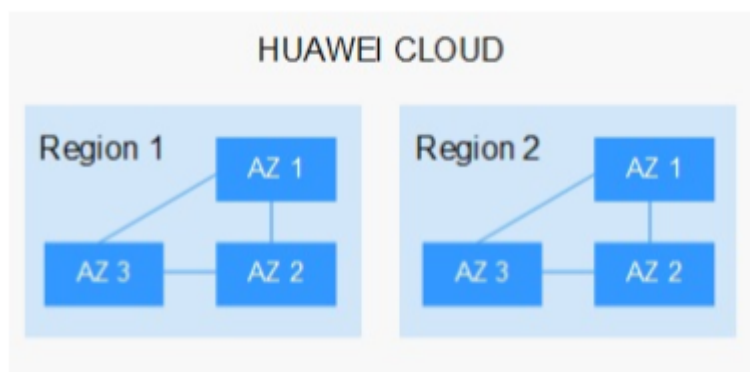 HUAWEI CLOUD
Region 1
AZ 1
AZ 3
AZ 2
Region 2
AZ 1
AZ 3
AZ 2